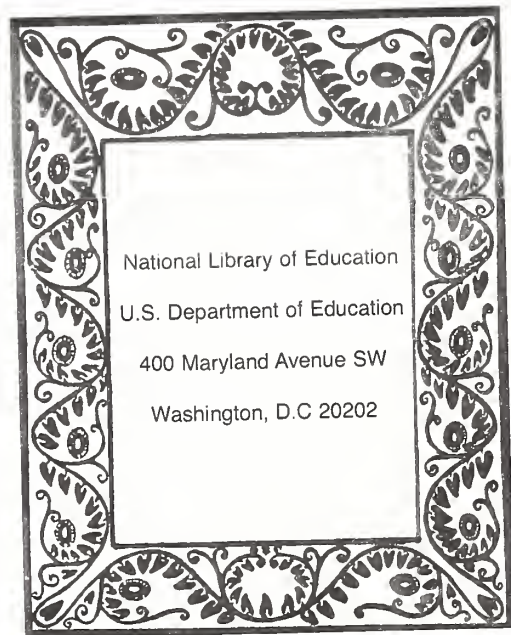 National Library of Education
U.S. Department of Education
400 Maryland Avenue SW
Washington, D.C 20202